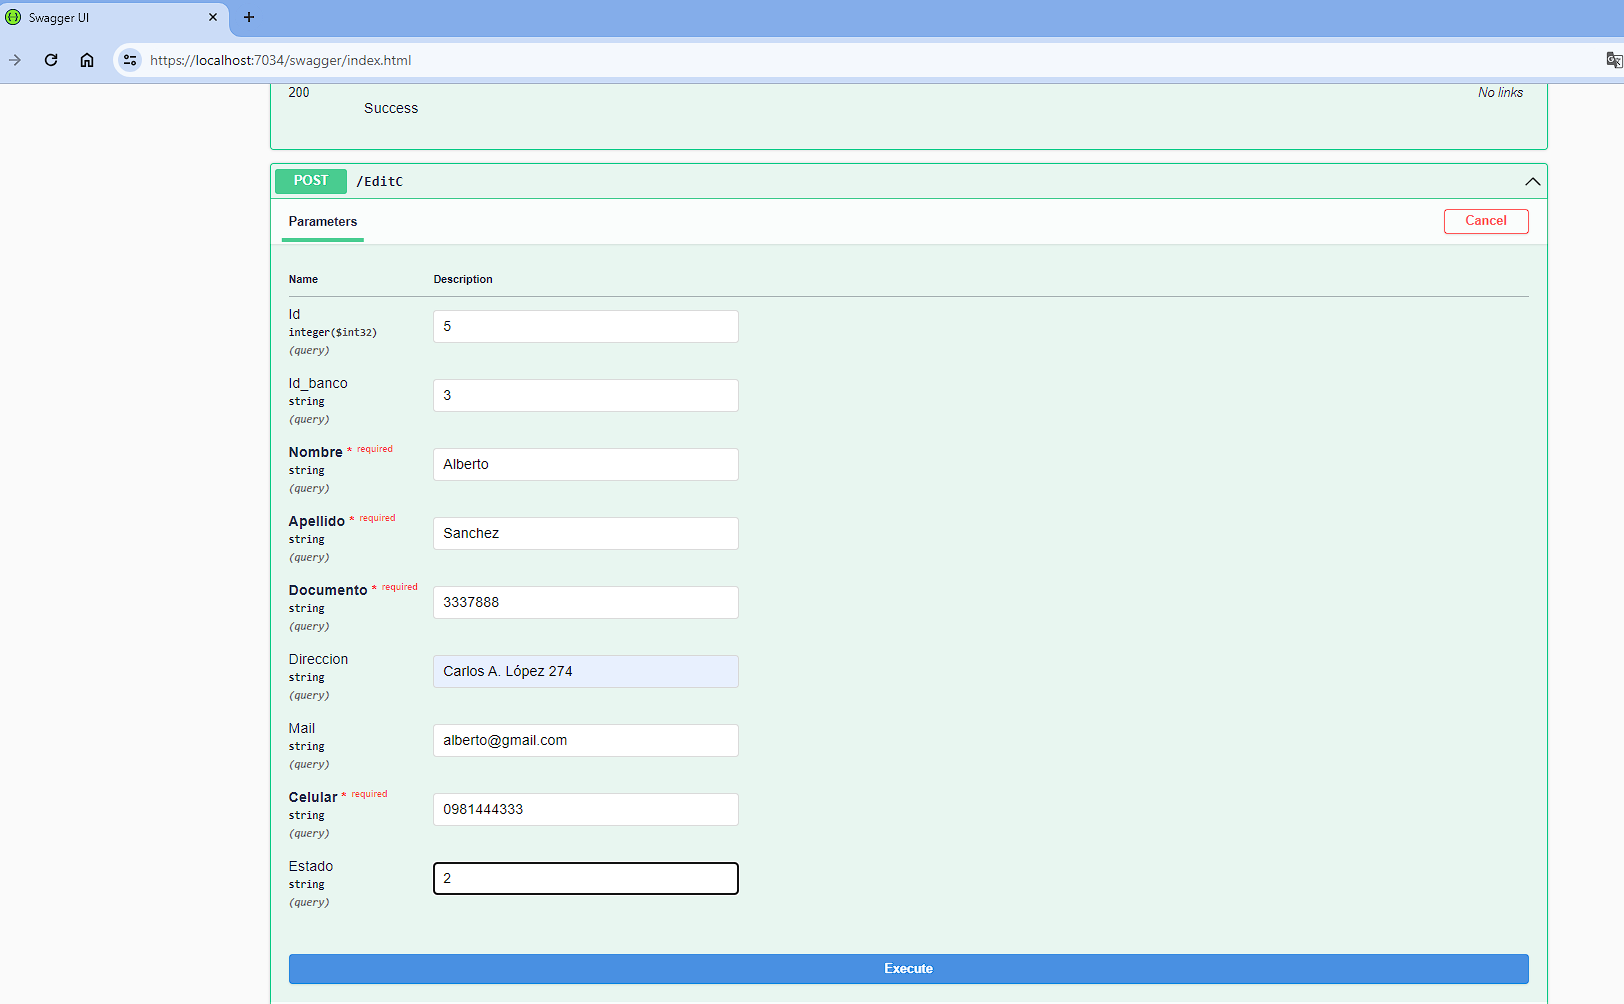 Swagger UI
https://localhost:7034/swagger/index.html
200
No links
Success
POST /EditC
Parameters
Cancel
Name Description
Id
integer($int32)
(query)
5
Id_banco
string
(query)
3
Nombre * required
string
(query)
Alberto
Apellido * required
string
(query)
Sanchez
Documento * required
string
(query)
3337888
Direccion
string
(query)
Carlos A. López 274
Mail
string
(query)
alberto@gmail.com
Celular * required
string
(query)
0981444333
Estado
string
(query)
2
Execute